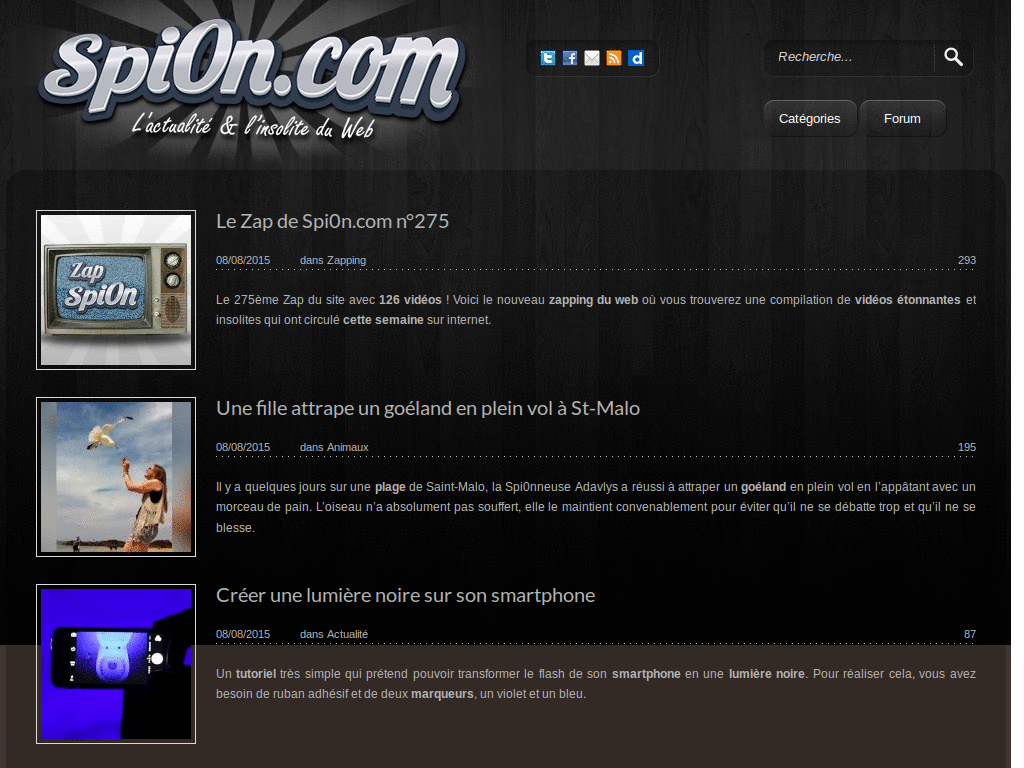 Spi0n.com
L'actualité & l'insolite du Web
Recherche...
Catégories
Forum
Zap
Spi0n
Le Zap de Spi0n.com n°275
08/08/2015 dans Zapping 293
Le 275ème Zap du site avec 126 vidéos ! Voici le nouveau zapping du web où vous trouverez une compilation de vidéos étonnantes et
insolites qui ont circulé cette semaine sur internet.
Une fille attrape un goéland en plein vol à St-Malo
08/08/2015 dans Animaux 195
Il y a quelques jours sur une plage de Saint-Malo, la Spi0nneuse Adavlys a réussi à attraper un goéland en plein vol en l'appâtant avec un
morceau de pain. L'oiseau n'a absolument pas souffert, elle le maintient convenablement pour éviter qu'il ne se débatte trop et qu'il ne se
blesse.
Créer une lumière noire sur son smartphone
08/08/2015 dans Actualité 87
Un tutoriel très simple qui prétend pouvoir transformer le flash de son smartphone en une lumière noire. Pour réaliser cela, vous avez
besoin de ruban adhésif et de deux marqueurs, un violet et un bleu.